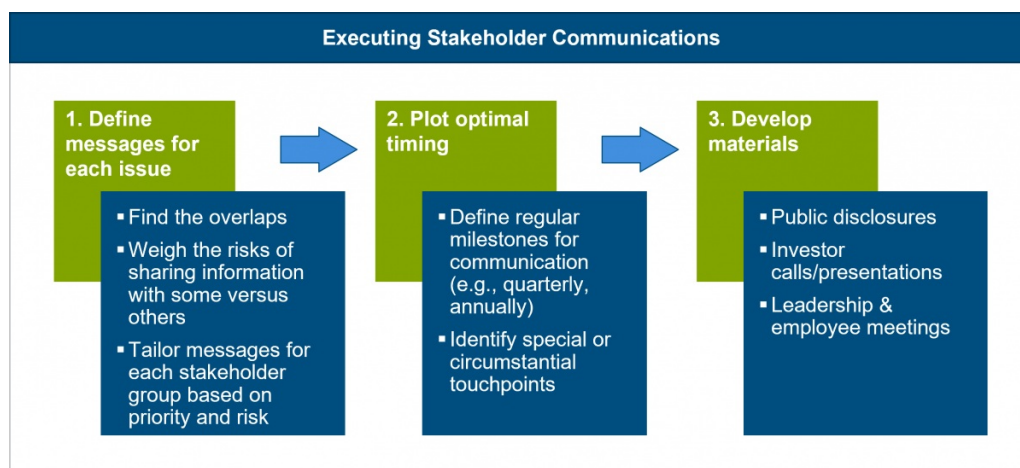 Executing Stakeholder Communications
1. Define
messages for
each issue
▪ Find the overlaps
▪ Weigh the risks of
sharing information
with some versus
others
▪ Tailor messages for
each stakeholder
group based on
priority and risk
2. Plot optimal
timing
▪ Define regular
milestones for
communication
(e.g., quarterly,
annually)
▪ Identify special or
circumstantial
touchpoints
3. Develop
materials
▪ Public disclosures
▪ Investor
calls/presentations
▪ Leadership &
employee meetings